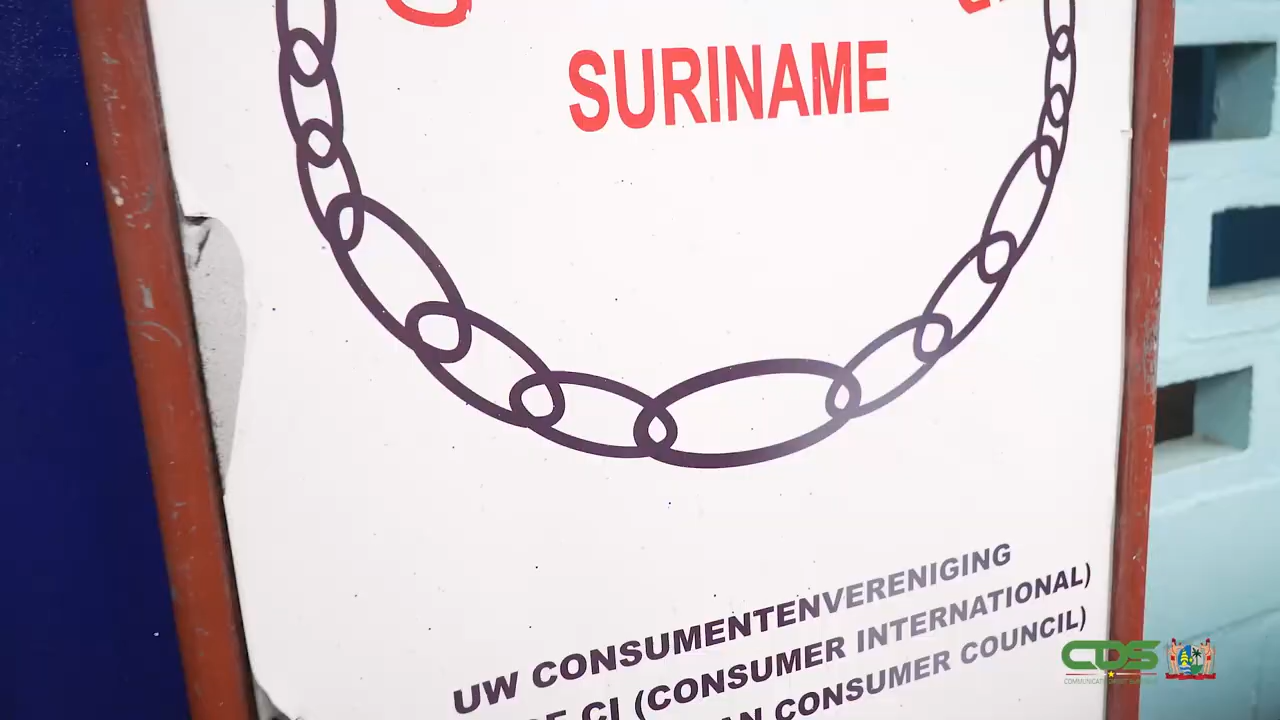 SURINAME
UW CONSUMENTENVERENIGING
CI (CONSUMER INTERNATIONAL)
CONSUMER COUNCIL)
CDS